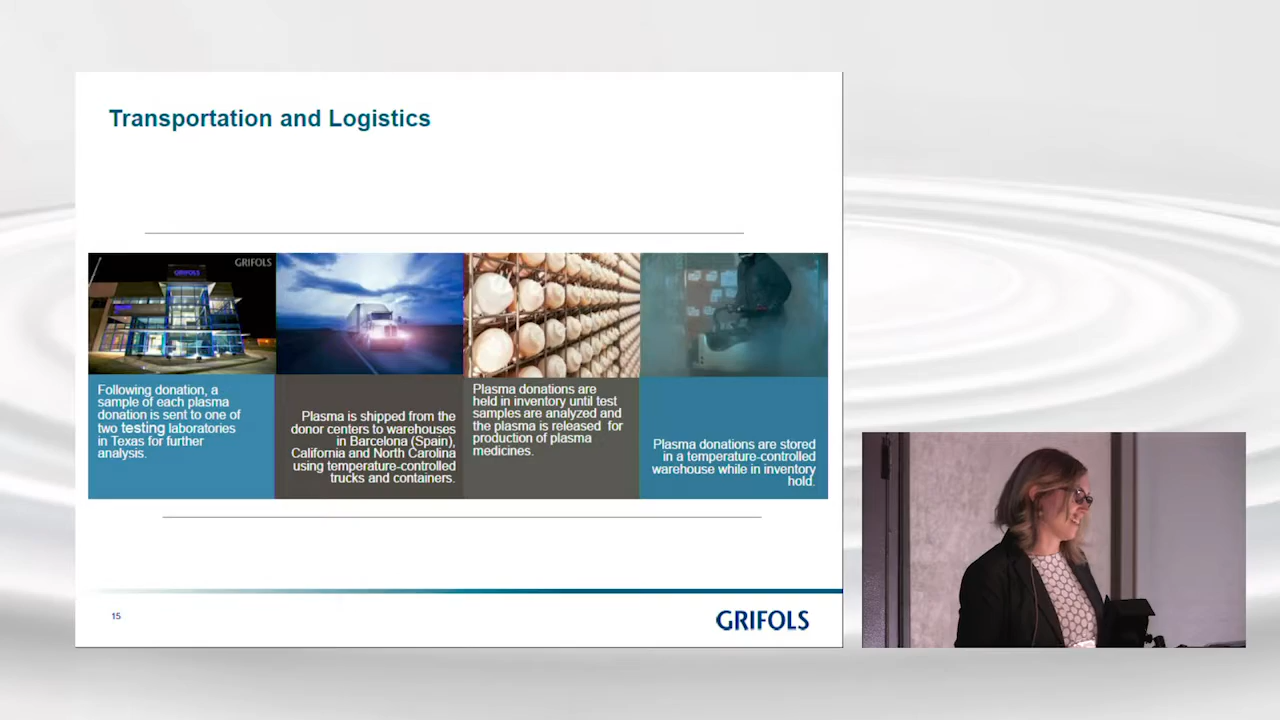 Transportation and Logistics
GRIFOLS
GRIFOLS
Following donation, a
sample of each plasma
donation is sent to one of
two testing laboratories
in Texas for further
analysis.
Plasma is shipped from the
donor centers to warehouses
in Barcelona (Spain),
California and North Carolina
using temperature-controlled
trucks and containers.
Plasma donations are
held in inventory until test
samples are analyzed and
the plasma is released for
production of plasma
medicines.
Plasma donations are stored
in a temperature-controlled
warehouse while in inventory
hold.
15
GRIFOLS